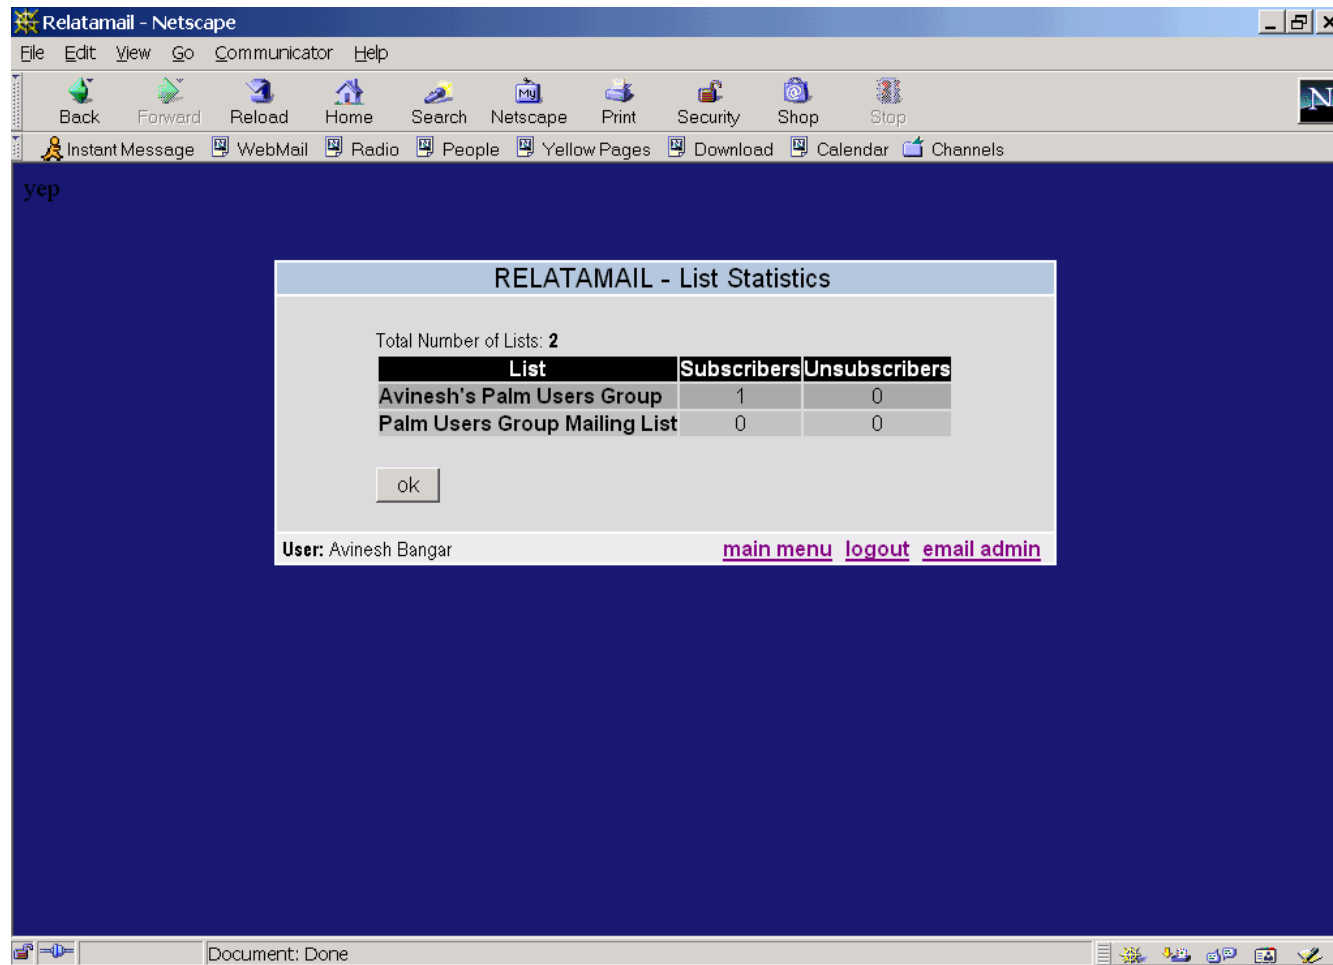 Relatamail - Netscape
File Edit View Go Communicator Help
Back Forward Reload Home Search Netscape Print Security Shop Stop
Instant Message WebMail Radio People Yellow Pages Download Calendar Channels
yep
RELATAMAIL - List Statistics
Total Number of Lists: 2
List Subscribers Unsubscribers
Avinesh's Palm Users Group 1 0
Palm Users Group Mailing List 0 0
ok
User: Avinesh Bangar main menu logout email admin
Document: Done